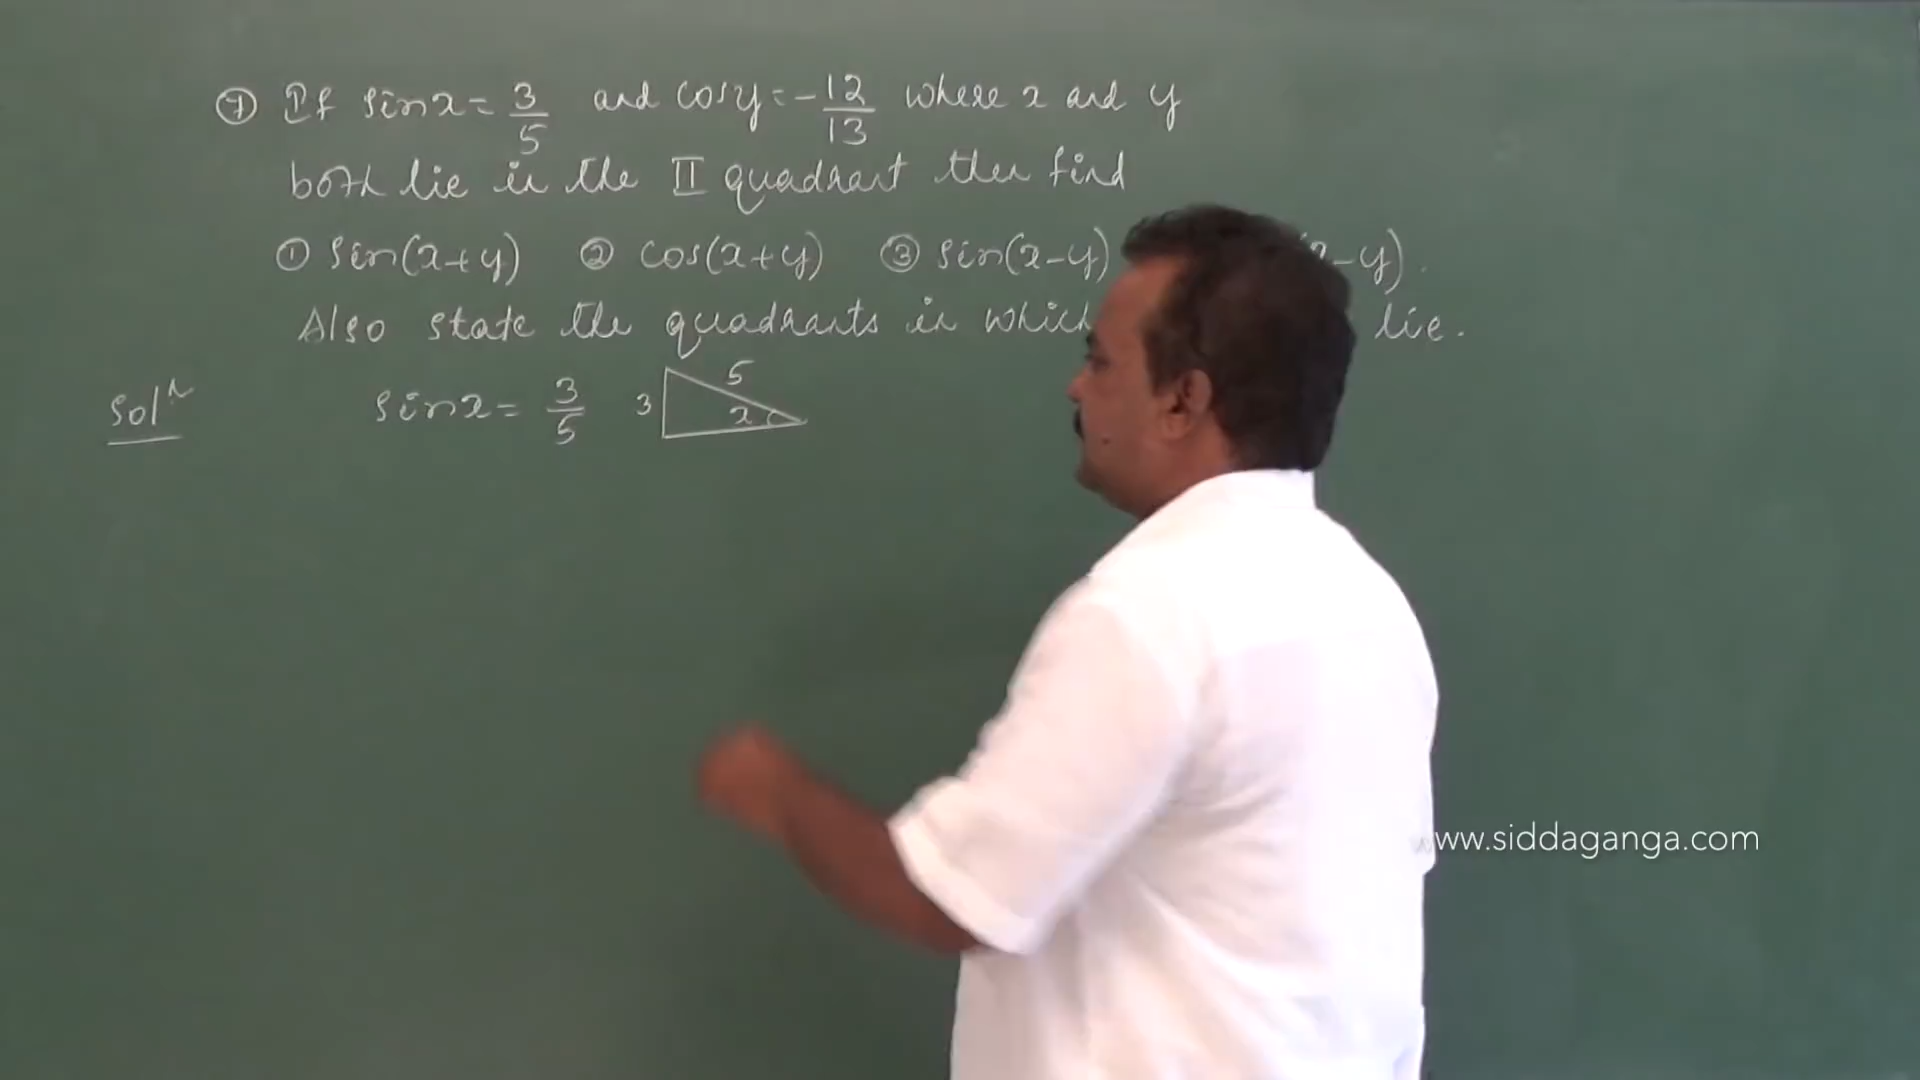 7 If sinx = 3/5 and cosy = -12/13 where x and y
both lie in the II quadrant then find
① sin(x+y) ② cos(x+y) ③ sin(x-y) x-y).
Also state the quadrants in which lie.
Solⁿ sinx = 3/5 3 5 x
www.siddaganga.com